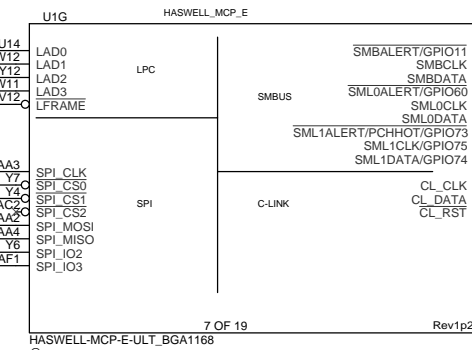 U1G HASWELL_MCP_E
U14 LAD0
W12 LAD1
Y12 LAD2
W11 LAD3
V12 LFRAME
LPC
SMBALERT/GPIO11
SMBCLK
SMBDATA
SML0ALERT/GPIO60
SML0CLK
SML0DATA
SML1ALERT/PCHHOT/GPIO73
SML1CLK/GPIO75
SML1DATA/GPIO74
SMBUS
AA3 SPI_CLK
Y7 SPI_CS0
Y4 SPI_CS1
AC2 SPI_CS2
AA2 SPI_MOSI
AA4 SPI_MISO
Y6 SPI_IO2
AF1 SPI_IO3
SPI
C-LINK
CL_CLK
CL_DATA
CL_RST
7 OF 19 Rev1p2
HASWELL-MCP-E-ULT_BGA1168